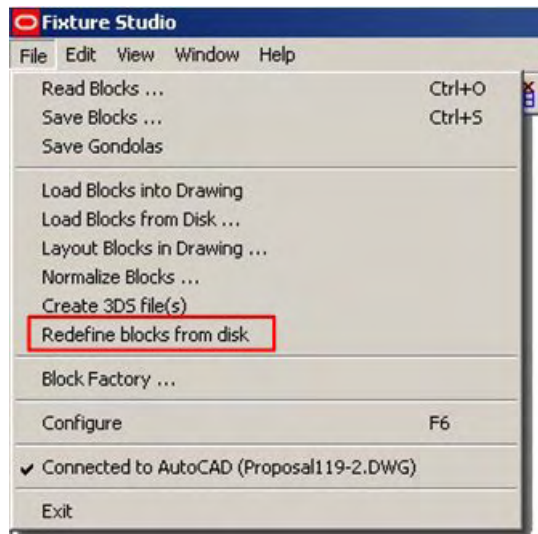 Fixture Studio
File Edit View Window Help
Read Blocks ... Ctrl+O
Save Blocks ... Ctrl+S
Save Gondolas
Load Blocks into Drawing
Load Blocks from Disk ...
Layout Blocks in Drawing ...
Normalize Blocks ...
Create 3DS file(s)
Redefine blocks from disk
Block Factory ...
Configure F6
Connected to AutoCAD (Proposal119-2.DWG)
Exit